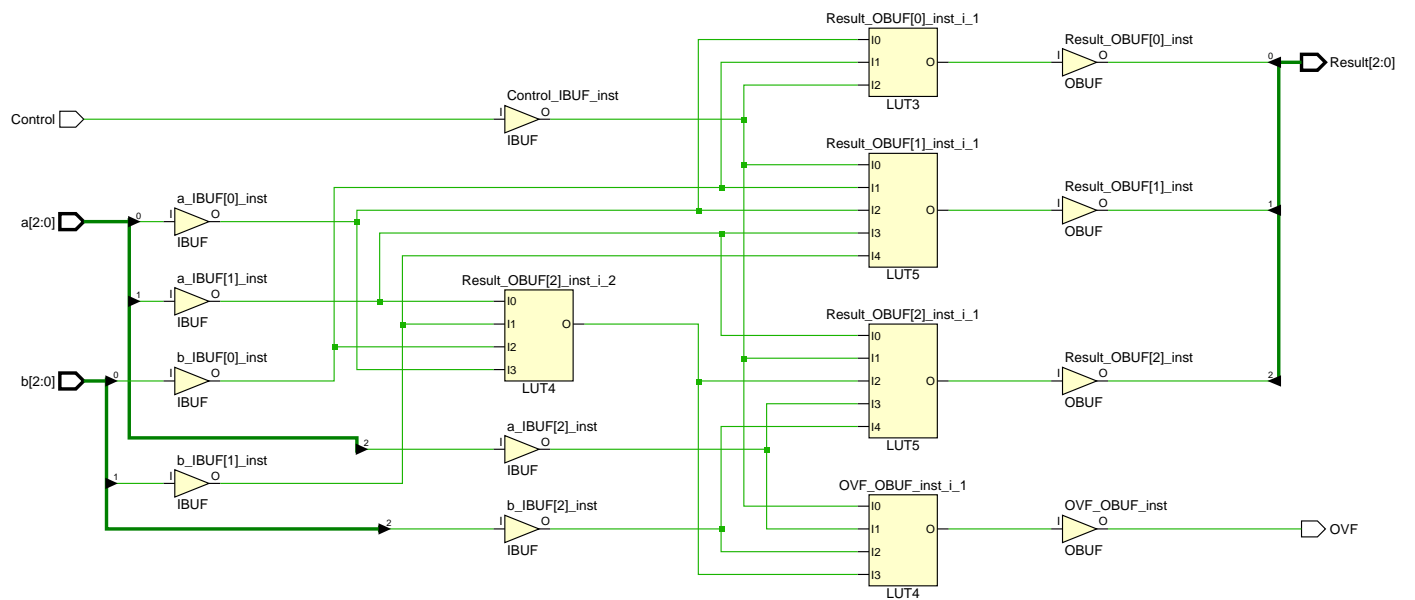 Result_OBUF[0]_inst_i_1
I0
I1
I2
O
LUT3
Result_OBUF[0]_inst
I
O
OBUF
0
Result[2:0]
Control
Control_IBUF_inst
I
O
IBUF
Result_OBUF[1]_inst_i_1
I0
I1
I2
I3
I4
O
LUT5
Result_OBUF[1]_inst
I
O
OBUF
1
a[2:0]
0
a_IBUF[0]_inst
I
O
IBUF
1
a_IBUF[1]_inst
I
O
IBUF
Result_OBUF[2]_inst_i_2
I0
I1
I2
I3
O
LUT4
b[2:0]
0
b_IBUF[0]_inst
I
O
IBUF
Result_OBUF[2]_inst_i_1
I0
I1
I2
I3
I4
O
LUT5
Result_OBUF[2]_inst
I
O
OBUF
2
2
a_IBUF[2]_inst
I
O
IBUF
1
b_IBUF[1]_inst
I
O
IBUF
2
b_IBUF[2]_inst
I
O
IBUF
OVF_OBUF_inst_i_1
I0
I1
I2
I3
O
LUT4
OVF_OBUF_inst
I
O
OBUF
OVF